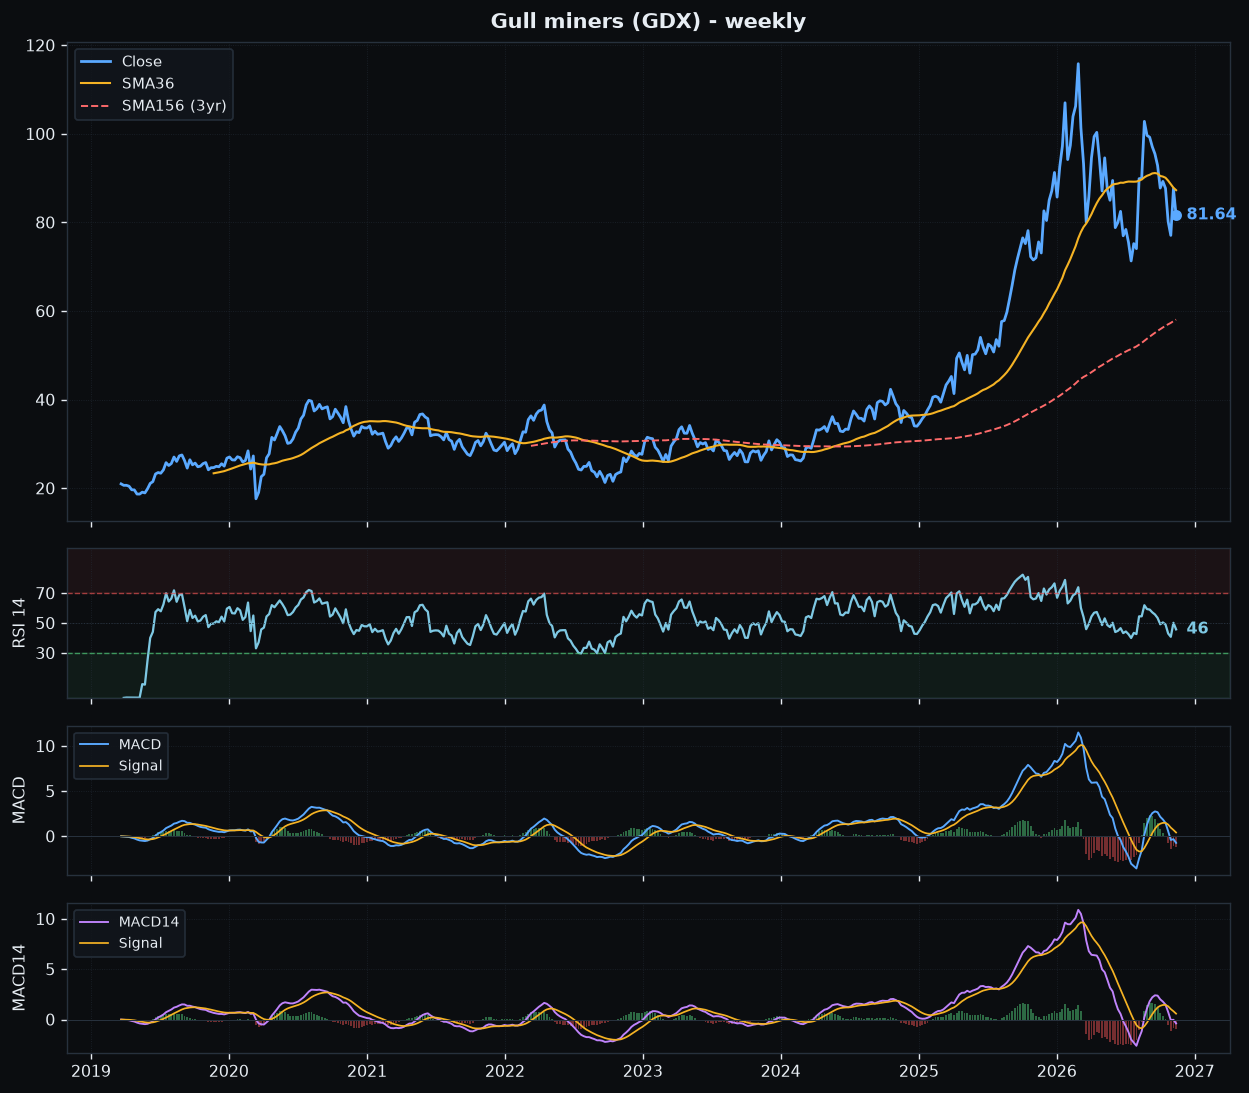 Gull miners (GDX) - weekly
120
100
80
60
40
20
Close
SMA36
SMA156 (3yr)
81.64
RSI 14
70
50
30
46
MACD
10
5
0
MACD
Signal
MACD14
10
5
0
MACD14
Signal
2019 2020 2021 2022 2023 2024 2025 2026 2027